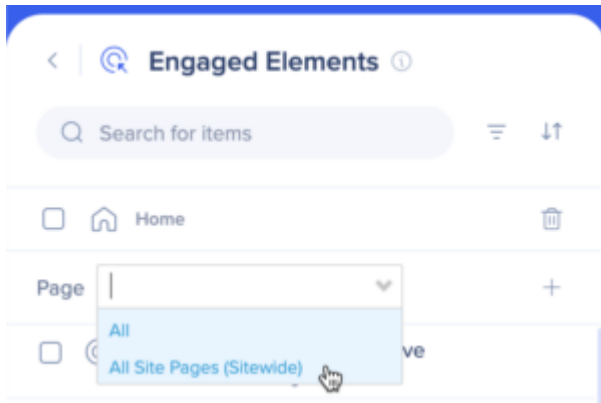 Engaged Elements
Search for items
Home
Page
All
All Site Pages (Sitewide)
ve